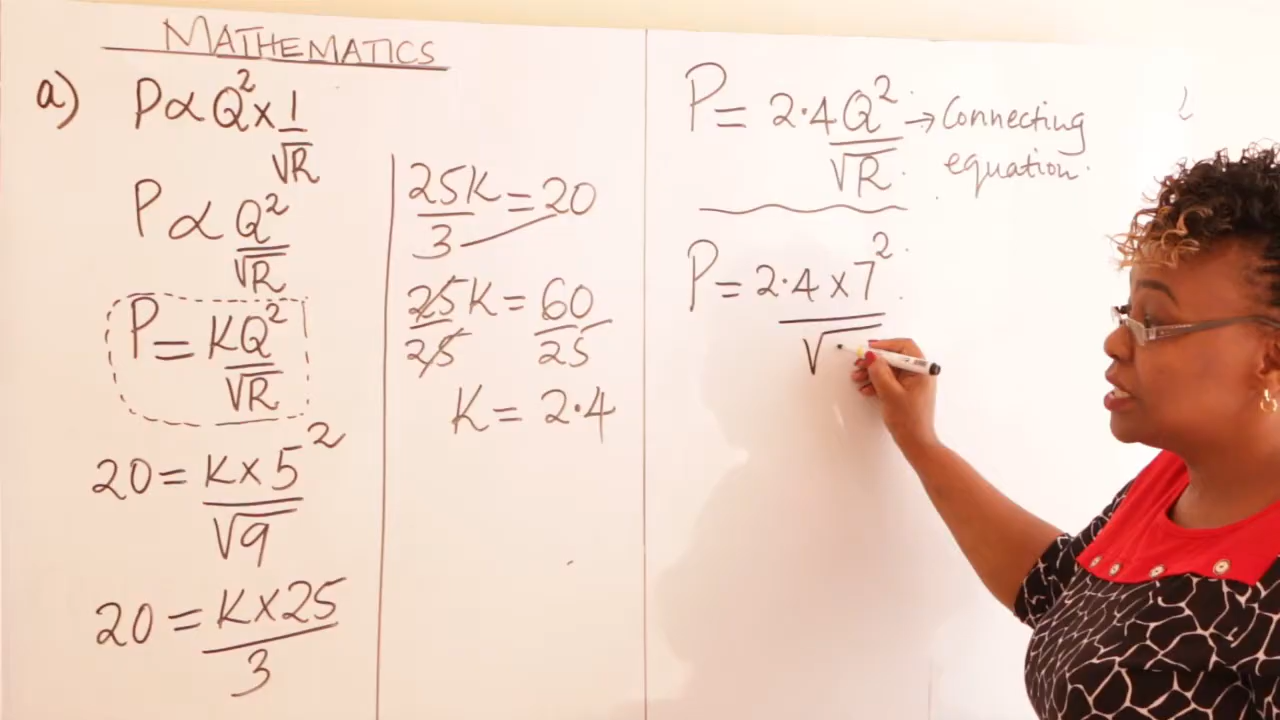 MATHEMATICS
a) P ∝ Q² × 1/√R
P ∝ Q²/√R
P = KQ²/√R
20 = K×5²/√9
20 = K×25/3
25K/3 = 20
25K/25 = 60/25
K = 2.4
P = 2.4Q²/√R → Connecting equation.
P = 2.4×7²/√